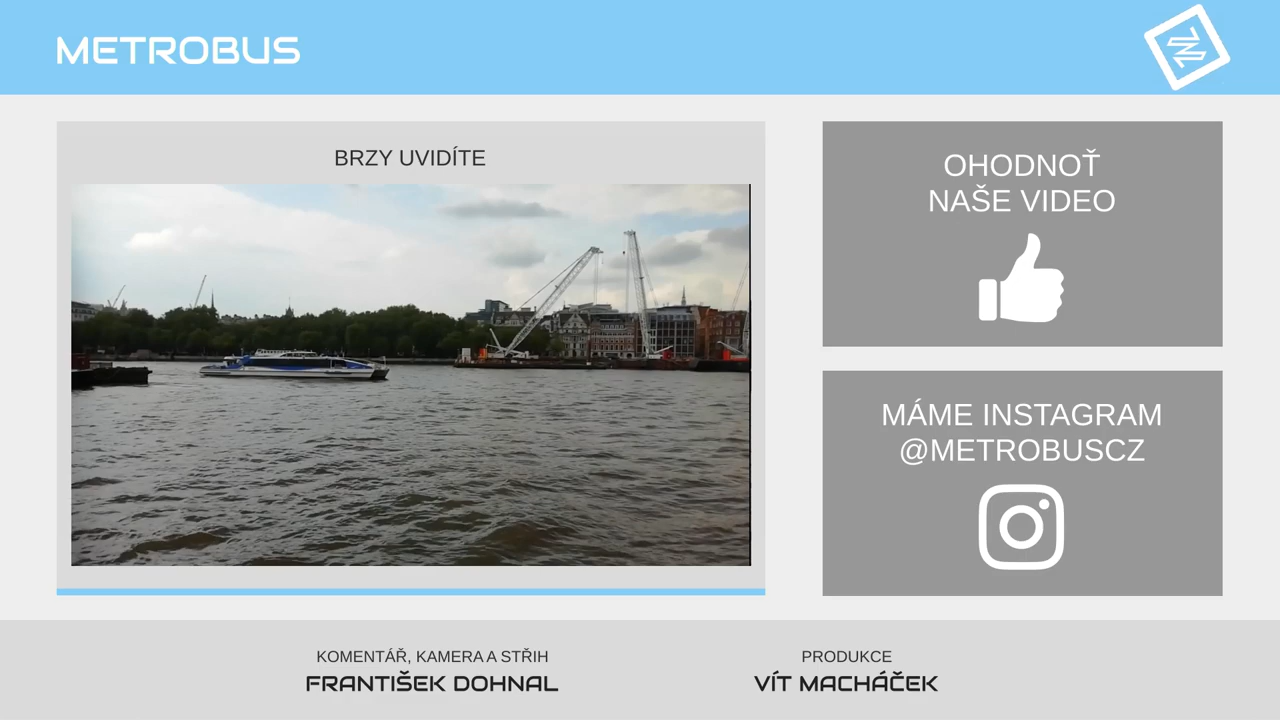 METROBUS
BRZY UVIDÍTE
OHODNOŤ
NAŠE VIDEO
MÁME INSTAGRAM
@METROBUSCZ
KOMENTÁŘ, KAMERA A STŘIH
FRANTIŠEK DOHNAL
PRODUKCE
VÍT MACHÁČEK